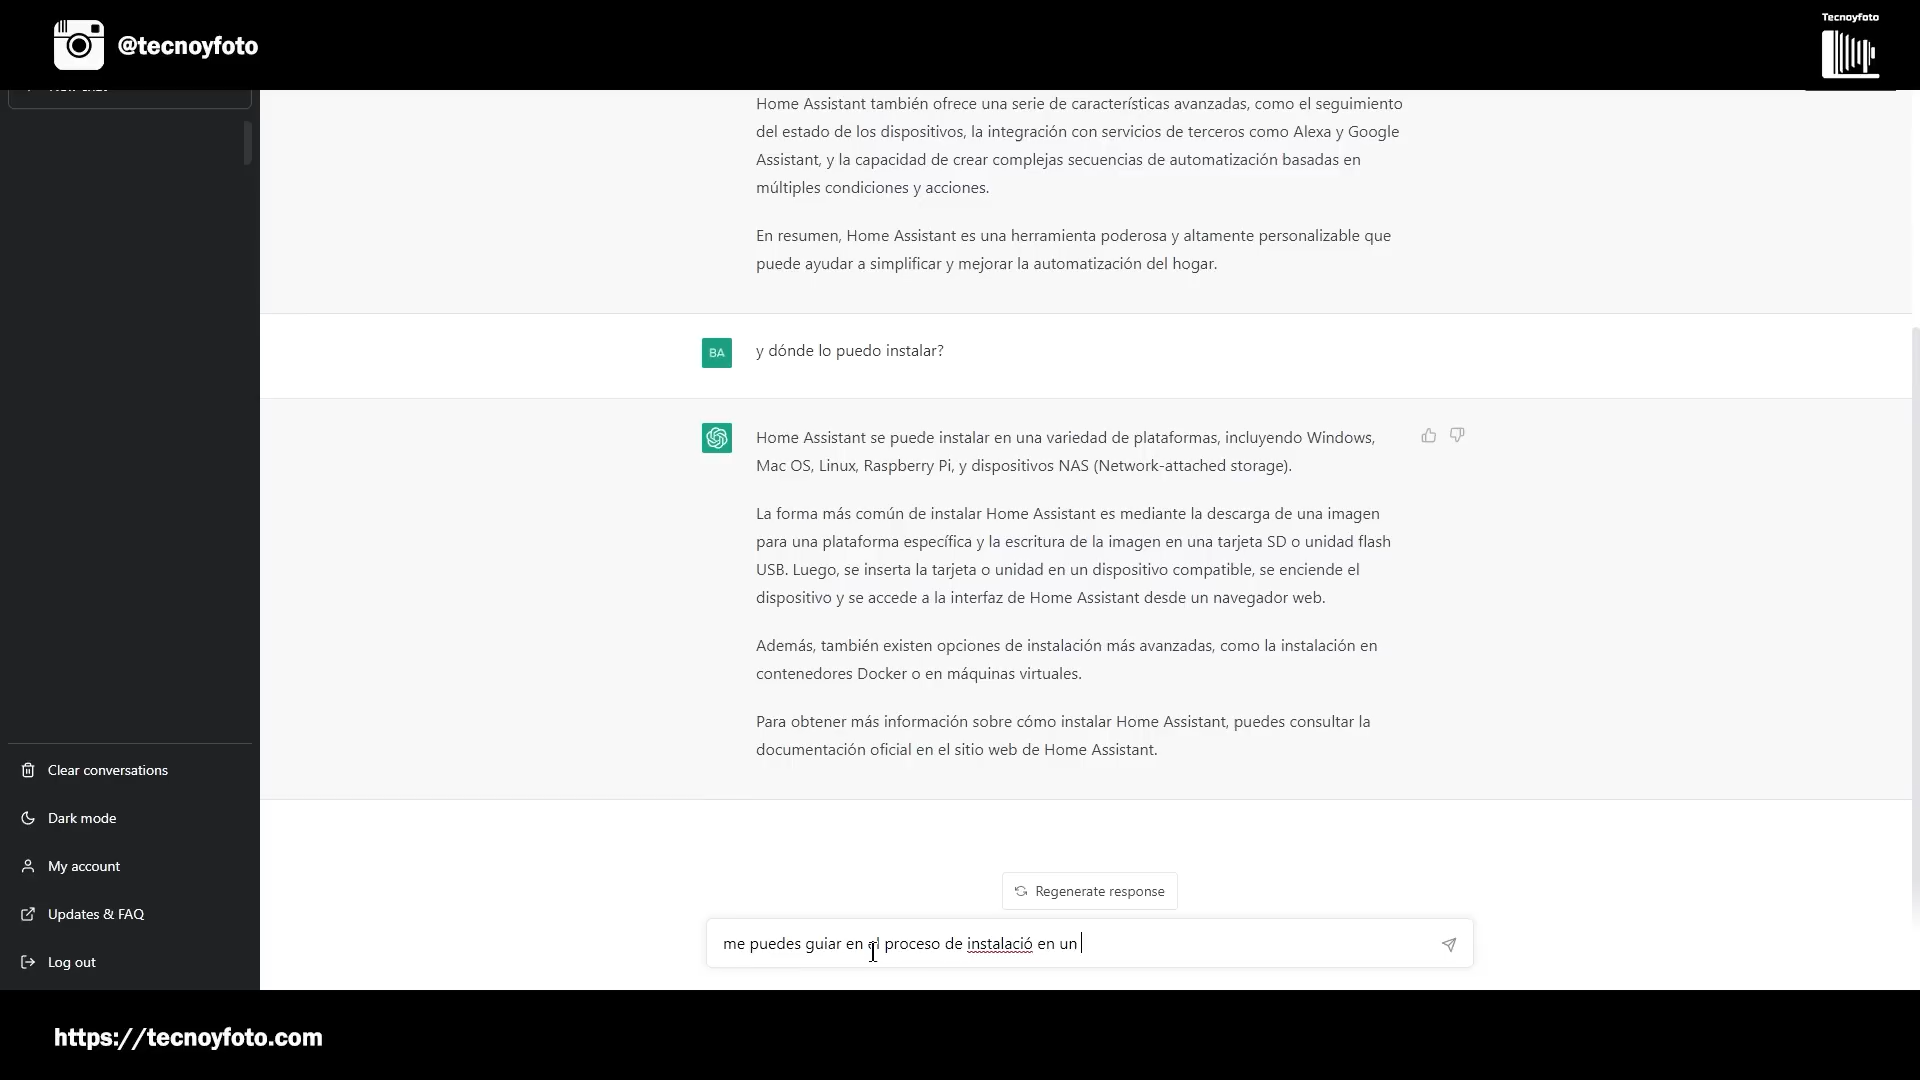 @tecnoyfoto
Tecnoyfoto
Home Assistant también ofrece una serie de características avanzadas, como el seguimiento
del estado de los dispositivos, la integración con servicios de terceros como Alexa y Google
Assistant, y la capacidad de crear complejas secuencias de automatización basadas en
múltiples condiciones y acciones.
En resumen, Home Assistant es una herramienta poderosa y altamente personalizable que
puede ayudar a simplificar y mejorar la automatización del hogar.
BA
y dónde lo puedo instalar?
Home Assistant se puede instalar en una variedad de plataformas, incluyendo Windows,
Mac OS, Linux, Raspberry Pi, y dispositivos NAS (Network-attached storage).
La forma más común de instalar Home Assistant es mediante la descarga de una imagen
para una plataforma específica y la escritura de la imagen en una tarjeta SD o unidad flash
USB. Luego, se inserta la tarjeta o unidad en un dispositivo compatible, se enciende el
dispositivo y se accede a la interfaz de Home Assistant desde un navegador web.
Además, también existen opciones de instalación más avanzadas, como la instalación en
contenedores Docker o en máquinas virtuales.
Para obtener más información sobre cómo instalar Home Assistant, puedes consultar la
documentación oficial en el sitio web de Home Assistant.
Clear conversations
Dark mode
My account
Updates & FAQ
Log out
Regenerate response
me puedes guiar en el proceso de instalació en un
https://tecnoyfoto.com